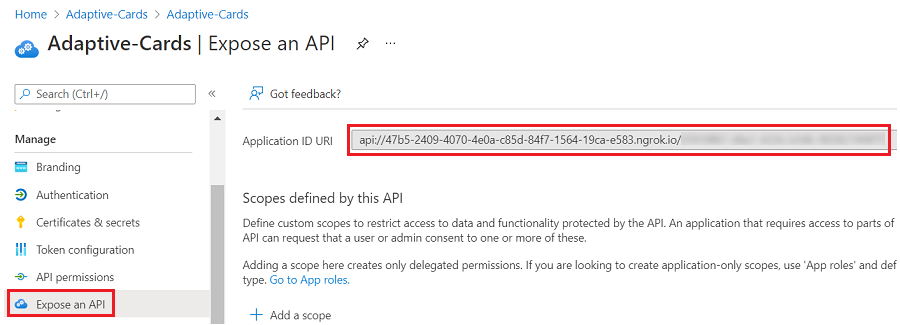 Home > Adaptive-Cards > Adaptive-Cards
Adaptive-Cards | Expose an API
Search (Ctrl+/)
«
Got feedback?
Manage
Application ID URI
api://47b5-2409-4070-4e0a-c85d-84f7-1564-19ca-e583.ngrok.io/
Branding
Authentication
Certificates & secrets
Token configuration
API permissions
Expose an API
Scopes defined by this API
Define custom scopes to restrict access to data and functionality protected by the API. An application that requires access to parts of
API can request that a user or admin consent to one or more of these.
Adding a scope here creates only delegated permissions. If you are looking to create application-only scopes, use 'App roles' and def
type. Go to App roles.
Add a scope